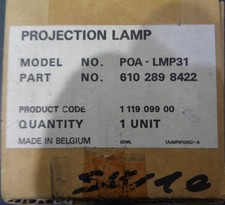 PROJECTION LAMP
MODEL NO. POA - LMP31
PART NO. 610 289 8422
PRODUCT CODE 1 119 099 00
QUANTITY 1 UNIT
MADE IN BELGIUM